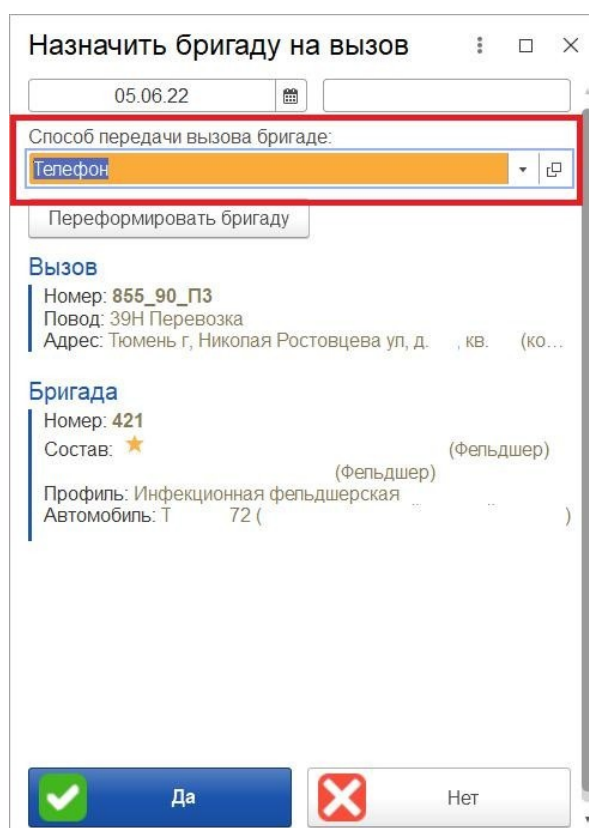 Назначить бригаду на вызов
05.06.22
Способ передачи вызова бригаде:
Телефон
Переформировать бригаду
Вызов
Номер: 855_90_ПЗ
Повод: 39Н Перевозка
Адрес: Тюмень г, Николая Ростовцева ул, д. , кв. (ко...
Бригада
Номер: 421
Состав: (Фельдшер)
(Фельдшер)
Профиль: Инфекционная фельдшерская
Автомобиль: Т 72 ( )
Да
Нет